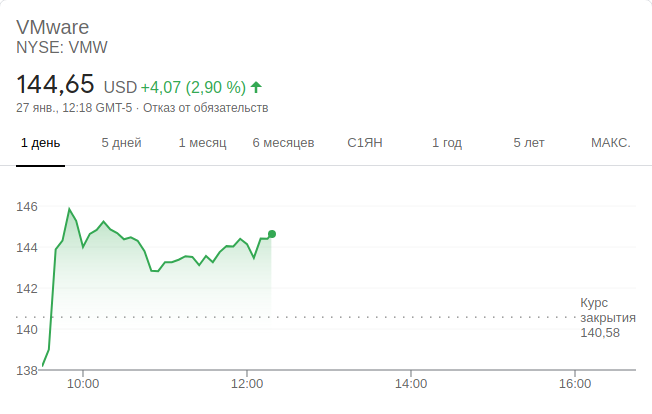 VMware
NYSE: VMW
144,65 USD +4,07 (2,90 %)
27 янв., 12:18 GMT-5 · Отказ от обязательств
1 день 5 дней 1 месяц 6 месяцев С1ЯН 1 год 5 лет МАКС.
146
144
142
Курс
закрытия
140,58
140
138
10:00 12:00 14:00 16:00